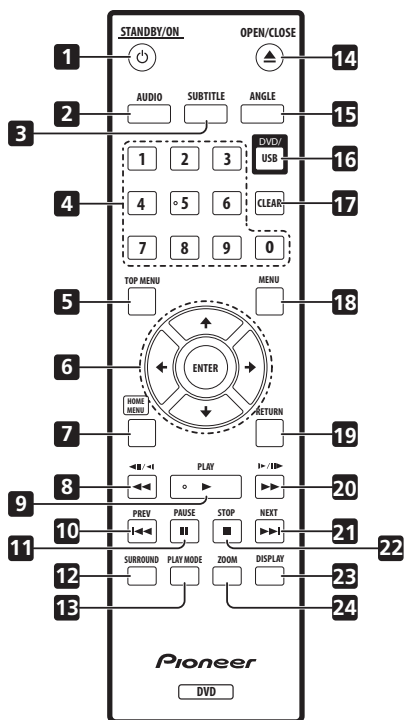 STANDBY/ON OPEN/CLOSE
1 14
AUDIO SUBTITLE ANGLE
2 15
3
DVD/
USB 16
1 2 3
4 4 5 6 CLEAR 17
7 8 9 0
5 TOP MENU MENU 18
6 ENTER
HOME
MENU RETURN
7 19
PLAY
8 20
9
PREV PAUSE STOP NEXT
10 21
11 22
SURROUND PLAY MODE ZOOM DISPLAY
12 23
13 24
Pioneer
DVD